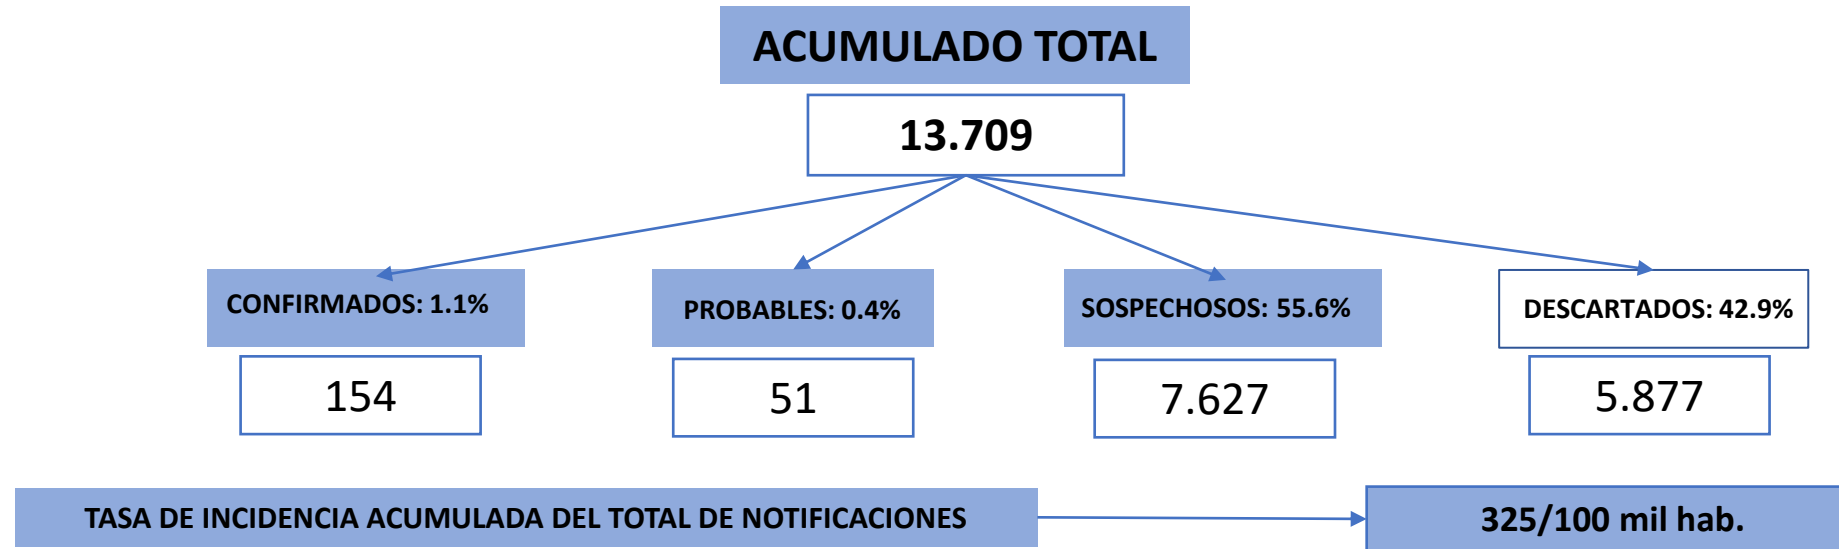 ACUMULADO TOTAL
13.709
CONFIRMADOS: 1.1%
PROBABLES: 0.4%
SOSPECHOSOS: 55.6%
DESCARTADOS: 42.9%
154
51
7.627
5.877
TASA DE INCIDENCIA ACUMULADA DEL TOTAL DE NOTIFICACIONES
325/100 mil hab.